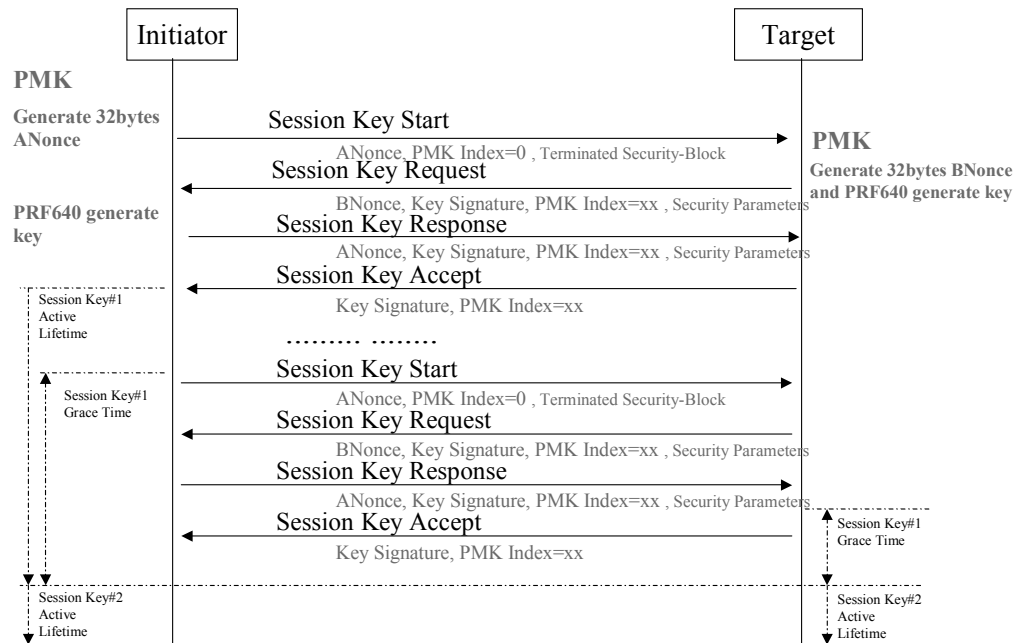 Initiator
Target
PMK
Generate 32bytes
ANonce
Session Key Start
ANonce, PMK Index=0 , Terminated Security-Block
PMK
Generate 32bytes BNonce
and PRF640 generate key
Session Key Request
BNonce, Key Signature, PMK Index=xx , Security Parameters
PRF640 generate
key
Session Key Response
ANonce, Key Signature, PMK Index=xx , Security Parameters
Session Key Accept
Key Signature, PMK Index=xx
Session Key#1
Active
Lifetime
......... ........
Session Key Start
ANonce, PMK Index=0 , Terminated Security-Block
Session Key#1
Grace Time
Session Key Request
BNonce, Key Signature, PMK Index=xx , Security Parameters
Session Key Response
ANonce, Key Signature, PMK Index=xx , Security Parameters
Session Key Accept
Key Signature, PMK Index=xx
Session Key#1
Grace Time
Session Key#2
Active
Lifetime
Session Key#2
Active
Lifetime